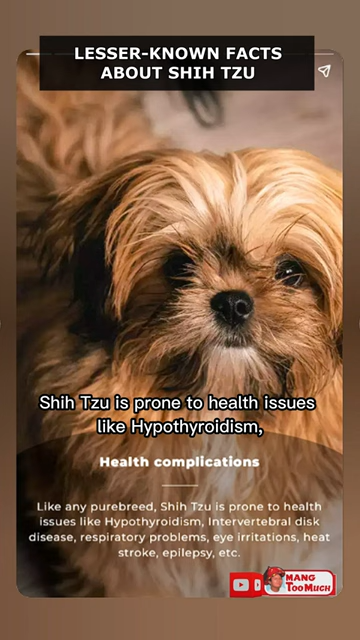 LESSER-KNOWN FACTS
ABOUT SHIH TZU
Shih Tzu is prone to health issues
like Hypothyroidism,
Health complications
Like any purebreed, Shih Tzu is prone to health
issues like Hypothyroidism, Intervertebral disk
disease, respiratory problems, eye irritations, heat
stroke, epilepsy, etc.
MANG
TOO MUCH